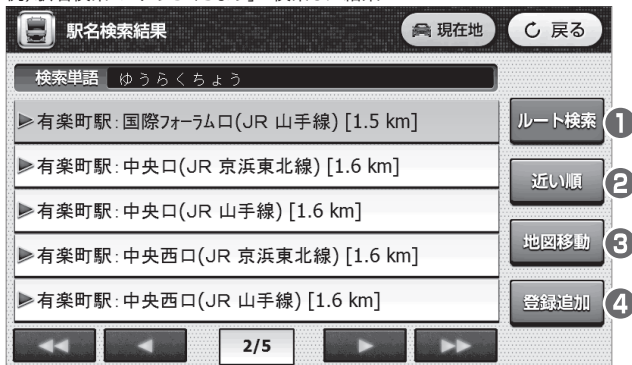 駅名検索結果
現在地
戻る
検索単語 ゆうらくちょう
有楽町駅:国際フォーラム口(JR 山手線) [1.5 km]
有楽町駅:中央口(JR 京浜東北線) [1.6 km]
有楽町駅:中央口(JR 山手線) [1.6 km]
有楽町駅:中央西口(JR 京浜東北線) [1.6 km]
有楽町駅:中央西口(JR 山手線) [1.6 km]
ルート検索 ❶
近い順 ❷
地図移動 ❸
登録追加 ❹
2/5